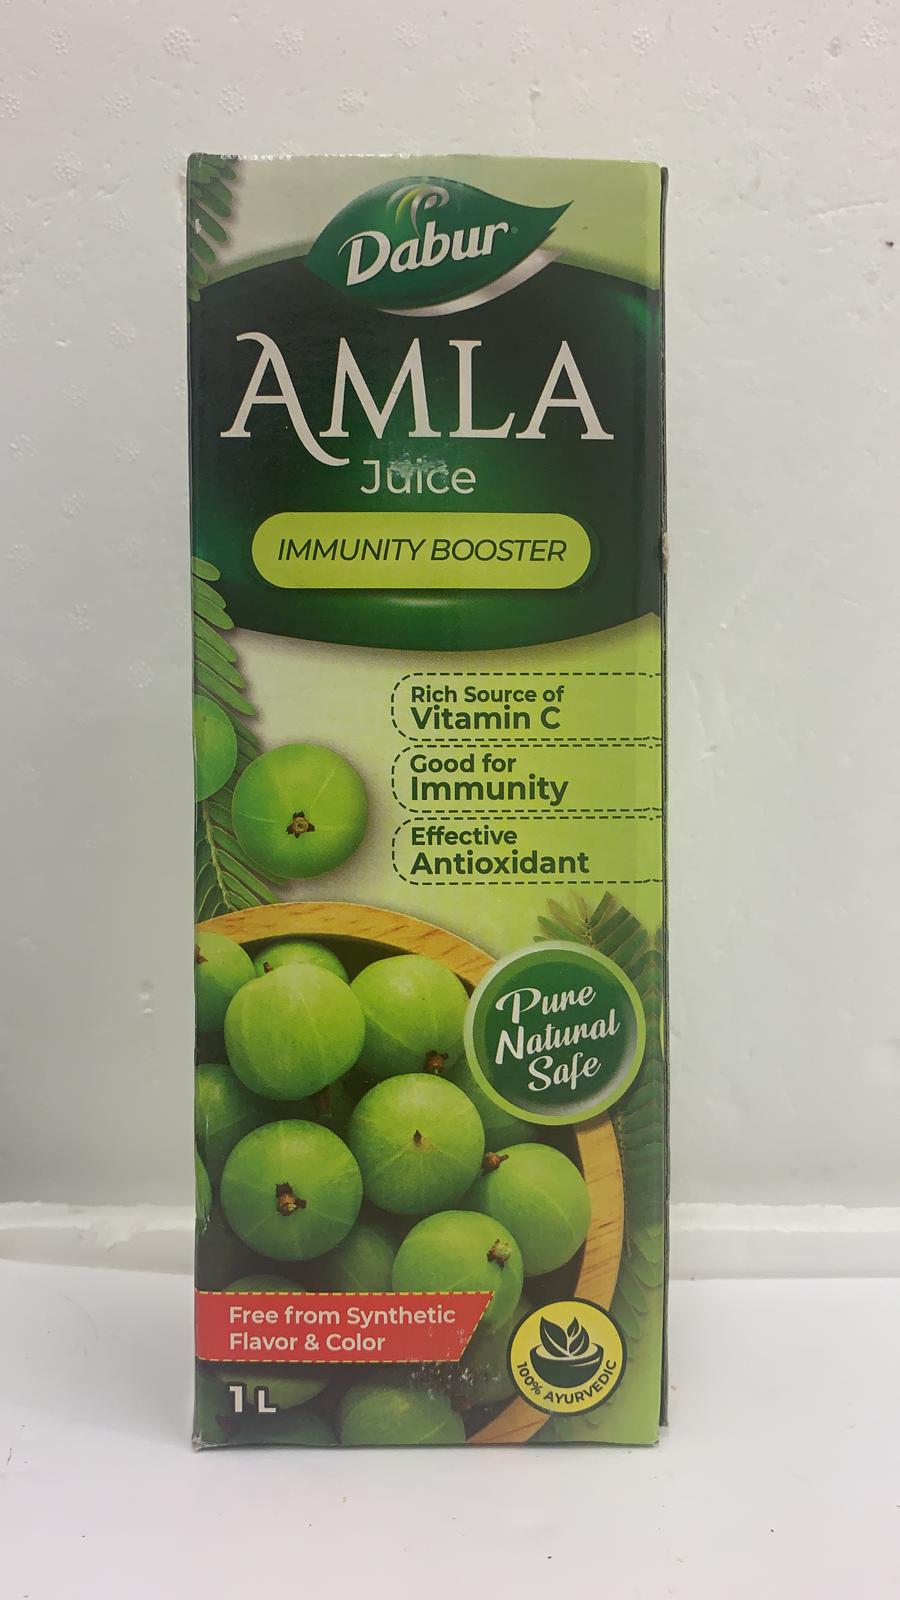 Dabur
AMLA
Juice
IMMUNITY BOOSTER
Rich Source of
Vitamin C
Good for
Immunity
Effective
Antioxidant
Pure
Natural
Safe
Free from Synthetic
Flavor & Color
1 L
100% AYURVEDIC